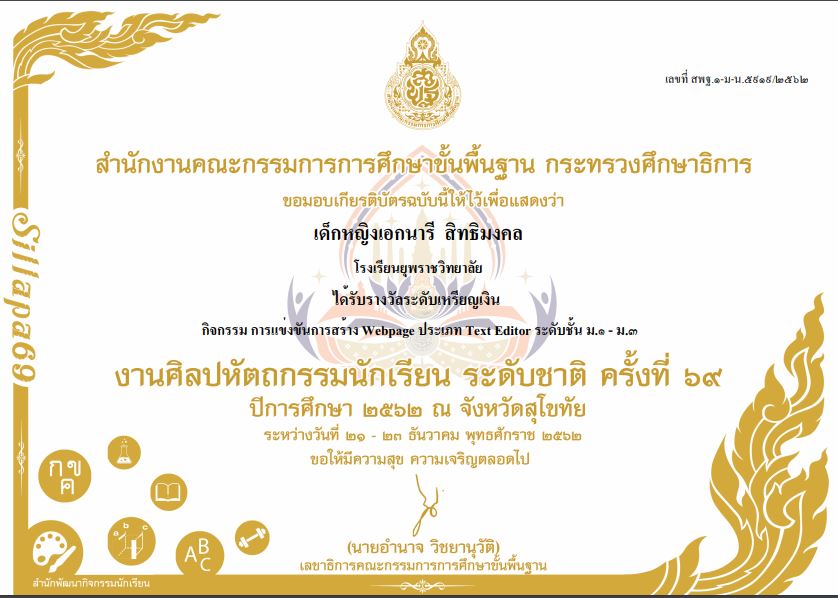 เลขที่ สพฐ.๑-ม-น.๕๙๑๙/๒๕๖๒
สำนักงานคณะกรรมการการศึกษาขั้นพื้นฐาน กระทรวงศึกษาธิการ
ขอมอบเกียรติบัตรฉบับนี้ให้ไว้เพื่อแสดงว่า
เด็กหญิงเอกนารี สิทธิมงคล
โรงเรียนยุพราชวิทยาลัย
ได้รับรางวัลระดับเหรียญเงิน
กิจกรรม การแข่งขันการสร้าง Webpage ประเภท Text Editor ระดับชั้น ม.๑ - ม.๓
งานศิลปหัตถกรรมนักเรียน ระดับชาติ ครั้งที่ ๖๙
ปีการศึกษา ๒๕๖๒ ณ จังหวัดสุโขทัย
ระหว่างวันที่ ๒๑ - ๒๓ ธันวาคม พุทธศักราช ๒๕๖๒
ขอให้มีความสุข ความเจริญตลอดไป
(นายอำนาจ วิชยานุวัติ)
เลขาธิการคณะกรรมการการศึกษาขั้นพื้นฐาน
Sillapa69
ก ข
ค
A B
C
สำนักพัฒนากิจกรรมนักเรียน